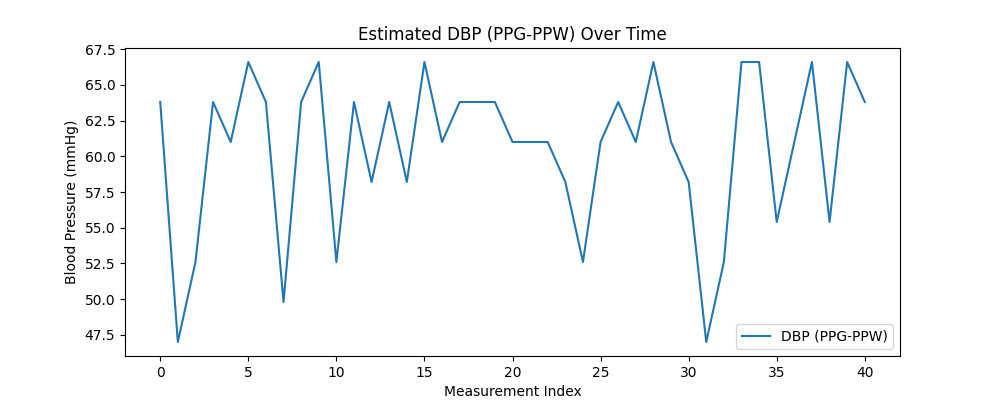 Estimated DBP (PPG-PPW) Over Time
67.5
65.0
62.5
60.0
57.5
55.0
52.5
50.0
47.5
Blood Pressure (mmHg)
DBP (PPG-PPW)
0 5 10 15 20 25 30 35 40
Measurement Index